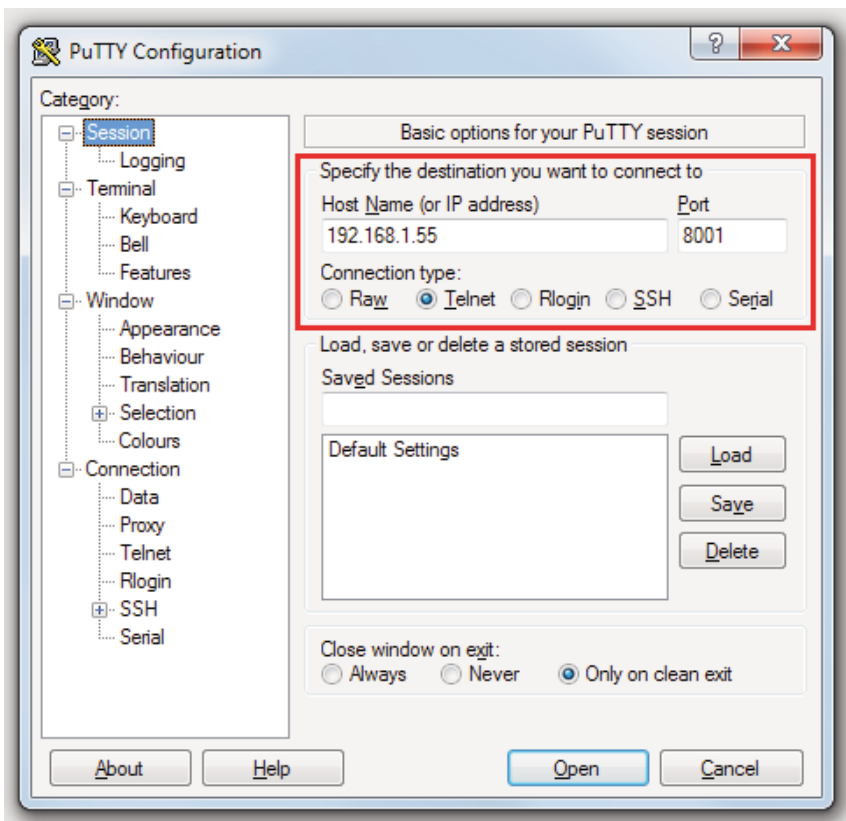 PuTTY Configuration
Category:
Session
Logging
Terminal
Keyboard
Bell
Features
Window
Appearance
Behaviour
Translation
Selection
Colours
Connection
Data
Proxy
Telnet
Rlogin
SSH
Serial
Basic options for your PuTTY session
Specify the destination you want to connect to
Host Name (or IP address) Port
192.168.1.55 8001
Connection type:
Raw Telnet Rlogin SSH Serial
Load, save or delete a stored session
Saved Sessions
Default Settings
Load
Save
Delete
Close window on exit:
Always Never Only on clean exit
About Help Open Cancel